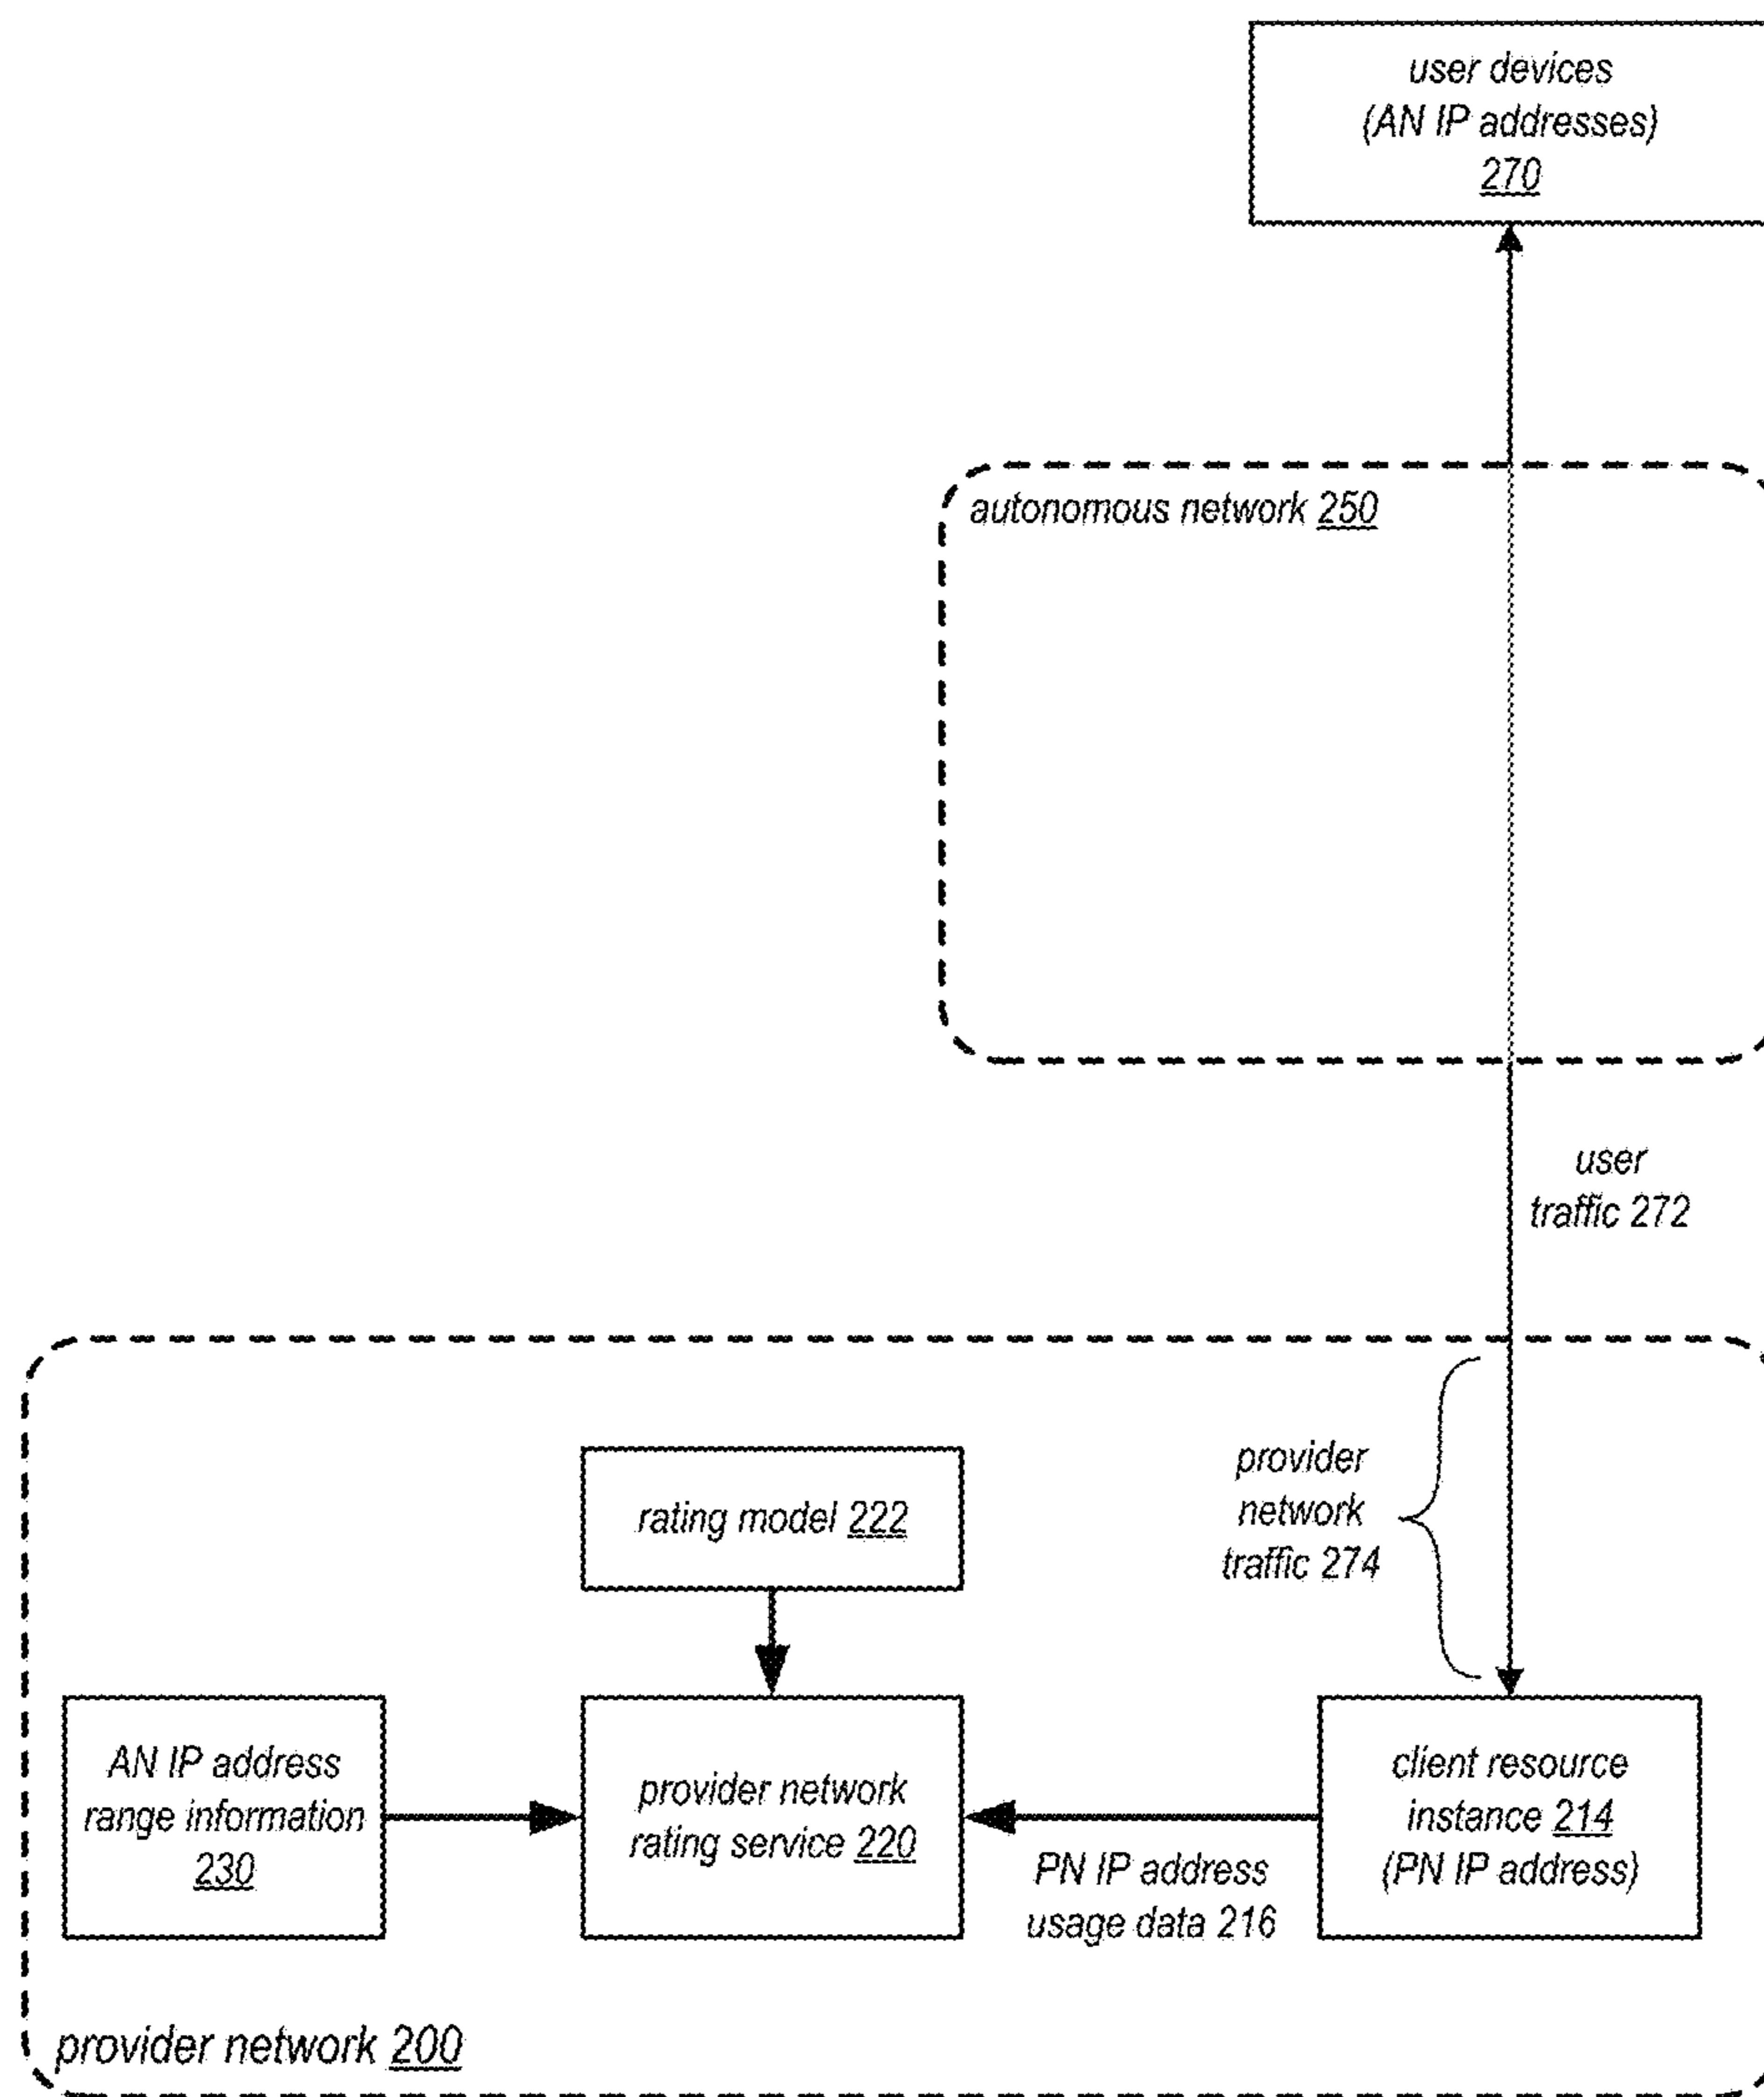 user devices
(AN IP addresses)
270
autonomous network 250
user
traffic 272
provider
network
traffic 274
rating model 222
AN IP address
range information
230
provider network
rating service 220
PN IP address
usage data 216
client resource
instance 214
(PN IP address)
provider network 200